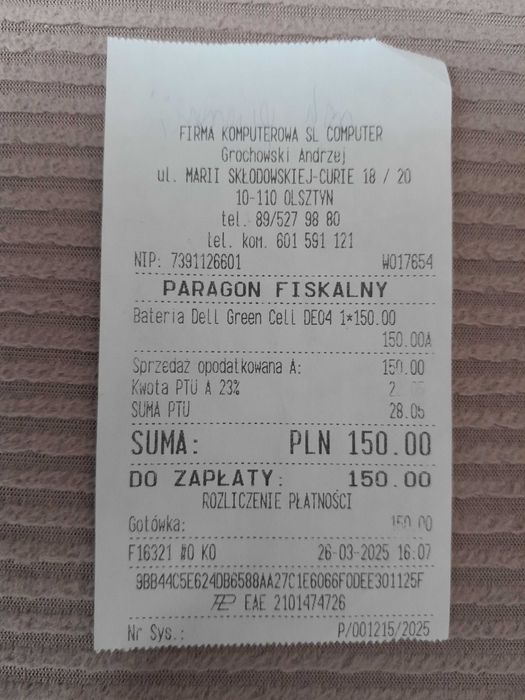 FIRMA KOMPUTEROWA SL COMPUTER
Grochowski Andrzej
ul. MARII SKŁODOWSKIEJ-CURIE 18 / 20
10-110 OLSZTYN
tel. 89/527 98 80
tel. kom. 601 591 121
NIP: 7391126601 W017654
PARAGON FISKALNY
Bateria Dell Green Cell DE04 1*150.00
150.00A
Sprzedaż opodatkowana A: 150.00
Kwota PTU A 23%
SUMA PTU 28.05
SUMA: PLN 150.00
DO ZAPŁATY: 150.00
ROZLICZENIE PŁATNOŚCI
Gotówka: 150.00
F16321 #0 KO 26-03-2025 16:07
9BB44C5E624DB6588AA27C1E6066F0DEE301125F
EAE 2101474726
Nr Sys.: P/001215/2025